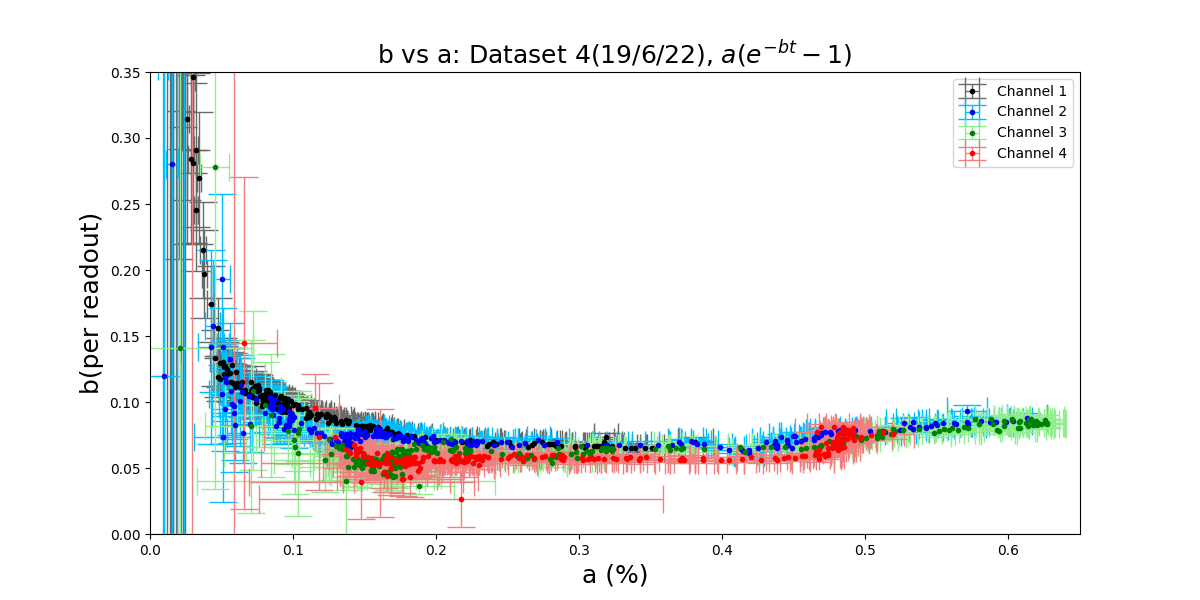 b vs a: Dataset 4(19/6/22), $a(e^{-bt}-1)$
0.35
0.30
0.25
0.20
0.15
0.10
0.05
0.00
b(per readout)
Channel 1
Channel 2
Channel 3
Channel 4
0.0 0.1 0.2 0.3 0.4 0.5 0.6
a (%)